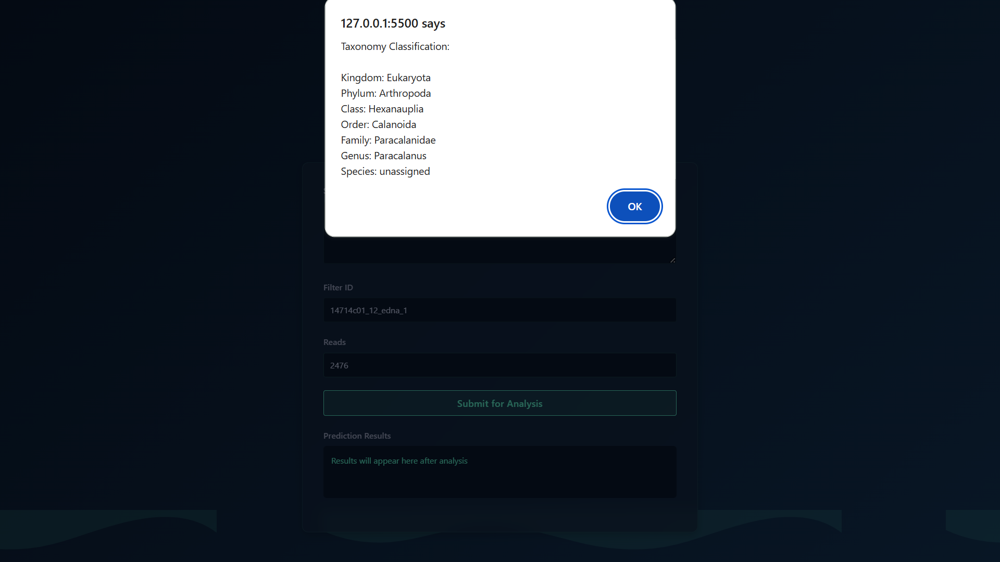 127.0.0.1:5500 says
Taxonomy Classification:
Kingdom: Eukaryota
Phylum: Arthropoda
Class: Hexanauplia
Order: Calanoida
Family: Paracalanidae
Genus: Paracalanus
Species: unassigned
OK
Filter ID
14714c01_12_edna_1
Reads
2476
Submit for Analysis
Prediction Results
Results will appear here after analysis